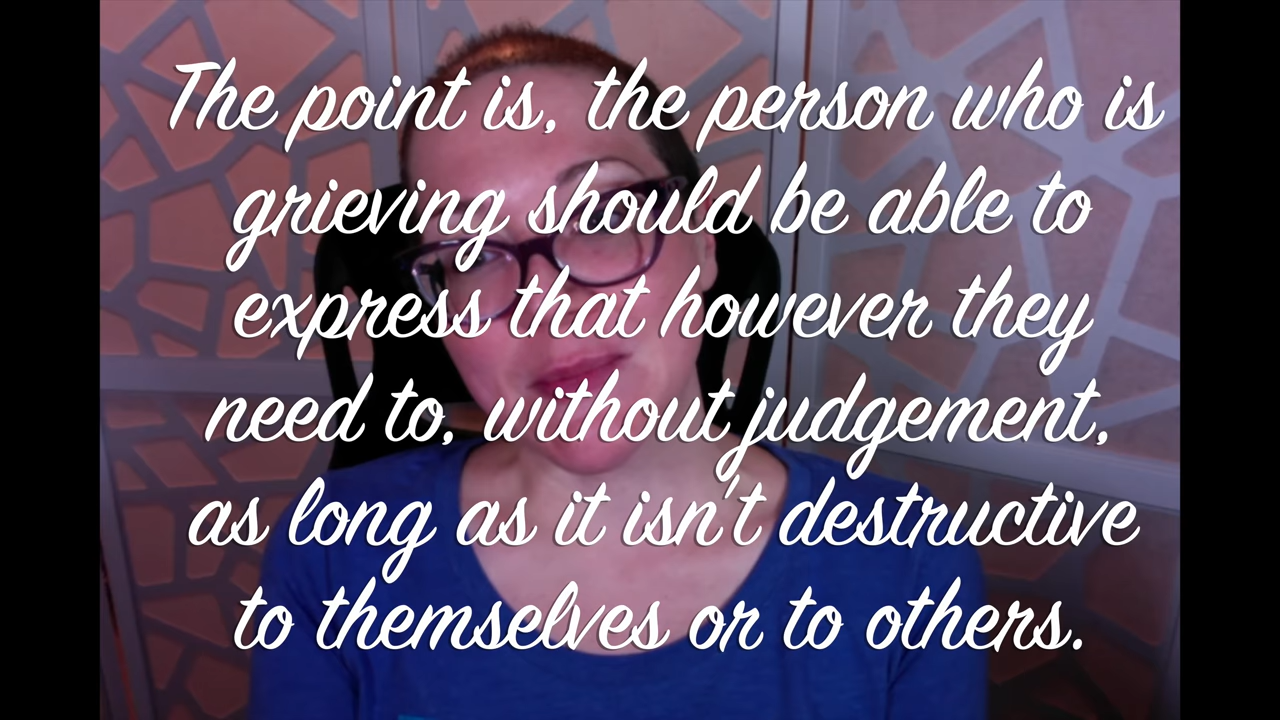 The point is, the person who is
grieving should be able to
express that however they
need to, without judgement,
as long as it isn't destructive
to themselves or to others.